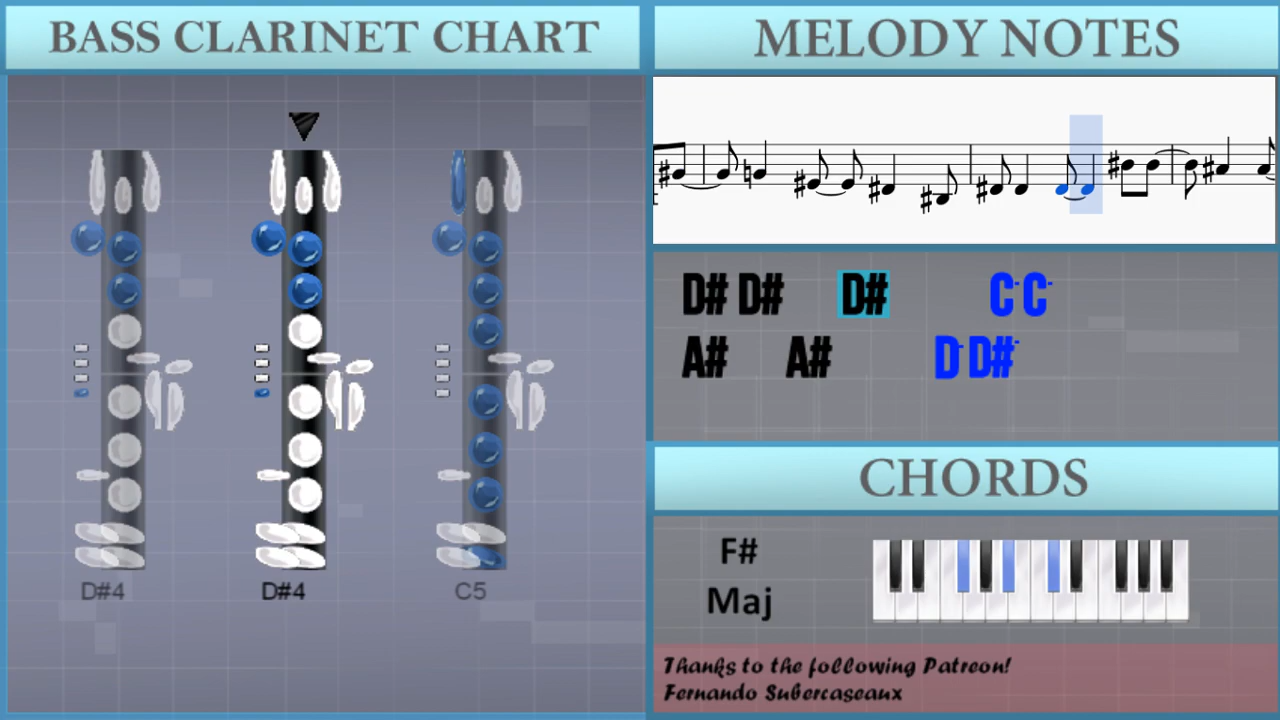 BASS CLARINET CHART
D#4 D#4 C5
MELODY NOTES
D# D# D# C- C-
A# A# D- D#-
CHORDS
F#
Maj
Thanks to the following Patreon!
Fernando Subercaseaux